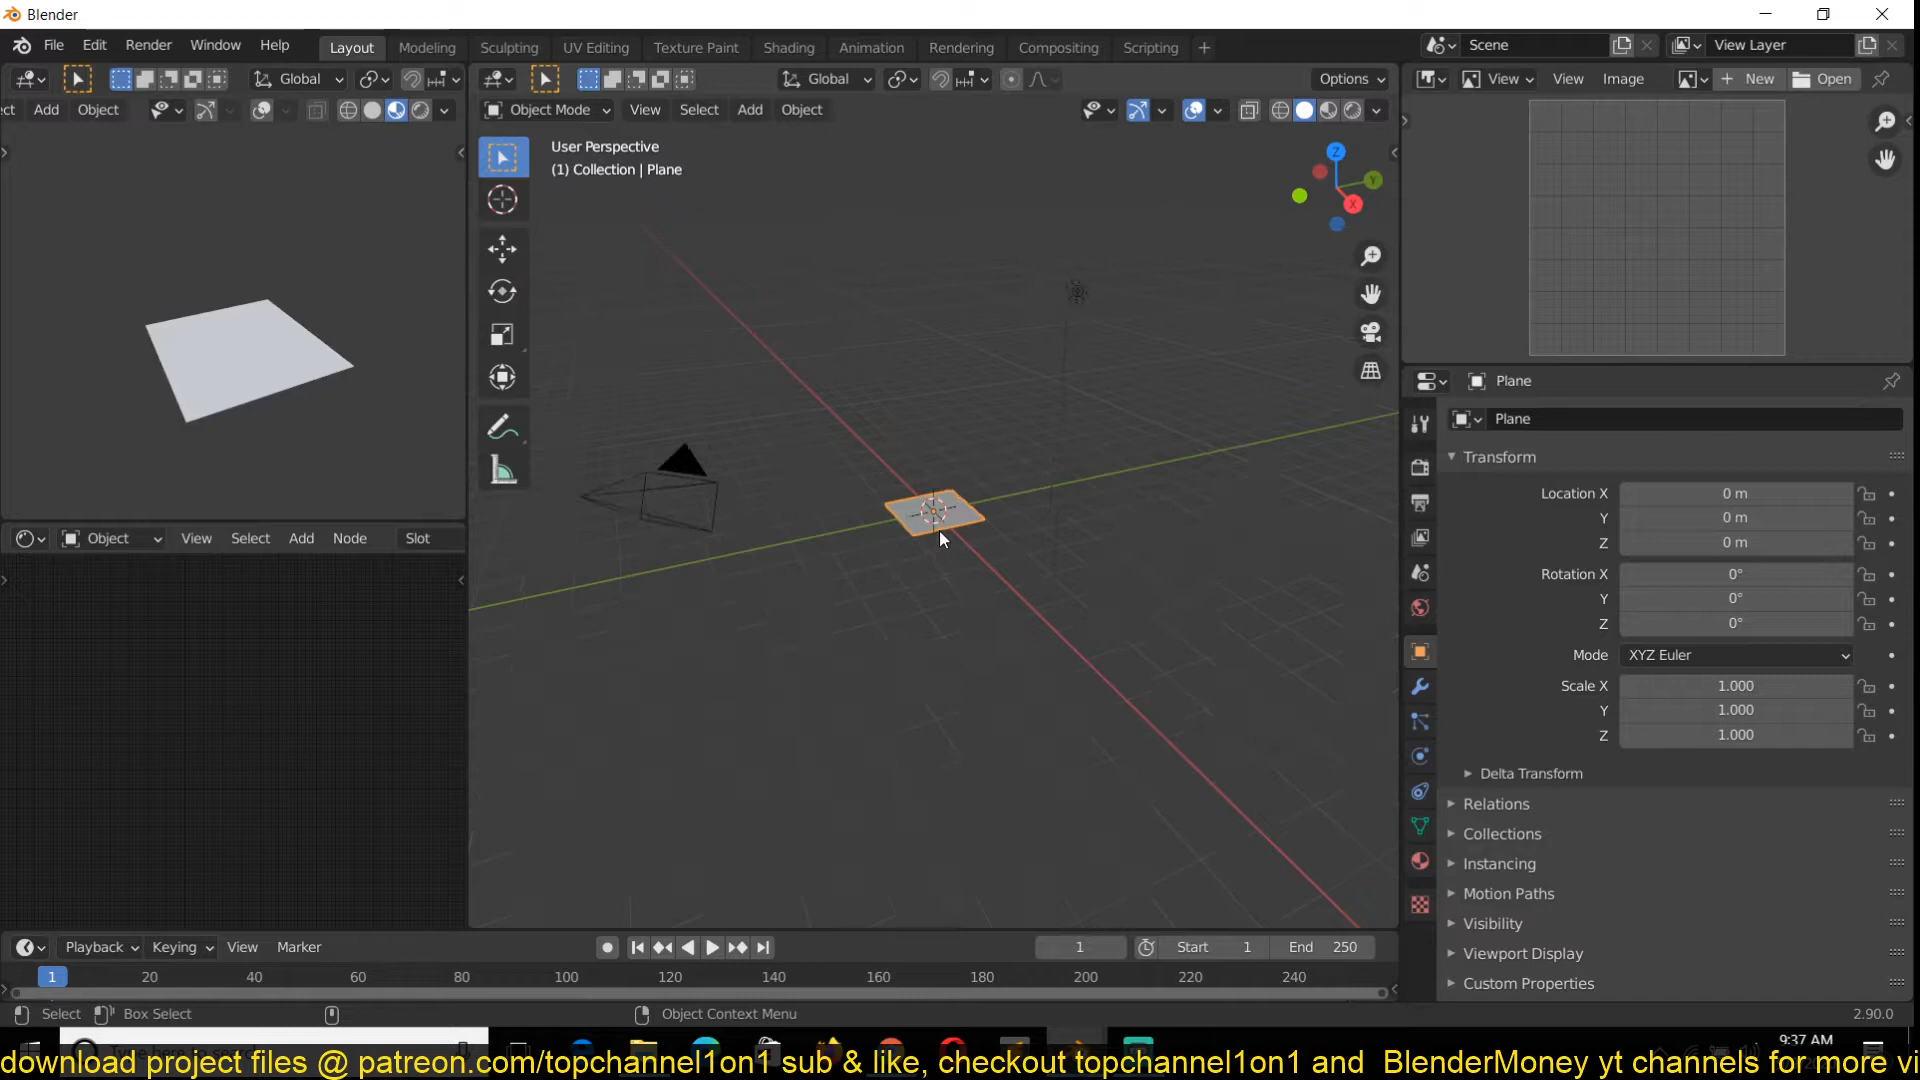 Blender
File Edit Render Window Help Layout Modeling Sculpting UV Editing Texture Paint Shading Animation Rendering Compositing Scripting + Scene View Layer
Global Global Options View View Image New Open
ect Add Object Object Mode View Select Add Object
User Perspective
(1) Collection | Plane
Z
Y
X
Plane
Plane
Transform
Location X 0 m
Y 0 m
Z 0 m
Rotation X 0°
Y 0°
Z 0°
Mode XYZ Euler
Scale X 1.000
Y 1.000
Z 1.000
Delta Transform
Relations
Collections
Instancing
Motion Paths
Visibility
Viewport Display
Custom Properties
Object View Select Add Node Slot
Playback Keying View Marker 1 Start 1 End 250
1 20 40 60 80 100 120 140 160 180 200 220 240
Select Box Select Object Context Menu 2.90.0
9:37 AM
download project files @ patreon.com/topchannel1on1 sub & like, checkout topchannel1on1 and BlenderMoney yt channels for more vi